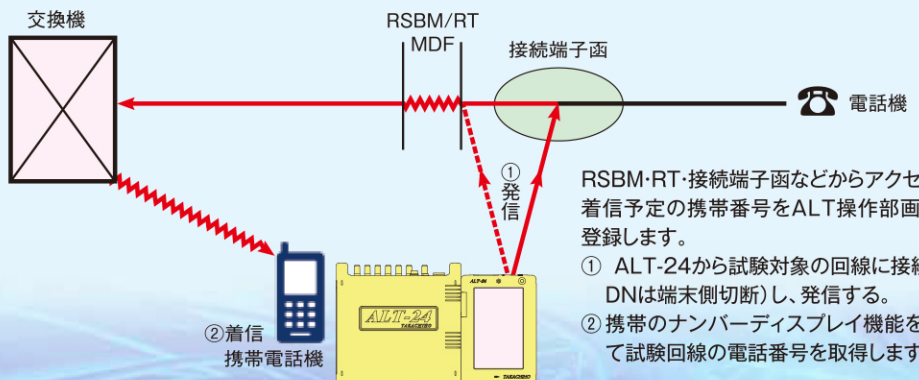 交換機
RSBM/RT
MDF
接続端子函
電話機
①発信
RSBM・RT・接続端子函などからアクセ
着信予定の携帯番号をALT操作部画
登録します。
① ALT-24から試験対象の回線に接続
DNは端末側切断)し、発信する。
②携帯のナンバーディスプレイ機能を
て試験回線の電話番号を取得します
②着信
携帯電話機
ALT-24
TAKACHIHO
ALT-24
TAKACHIHO